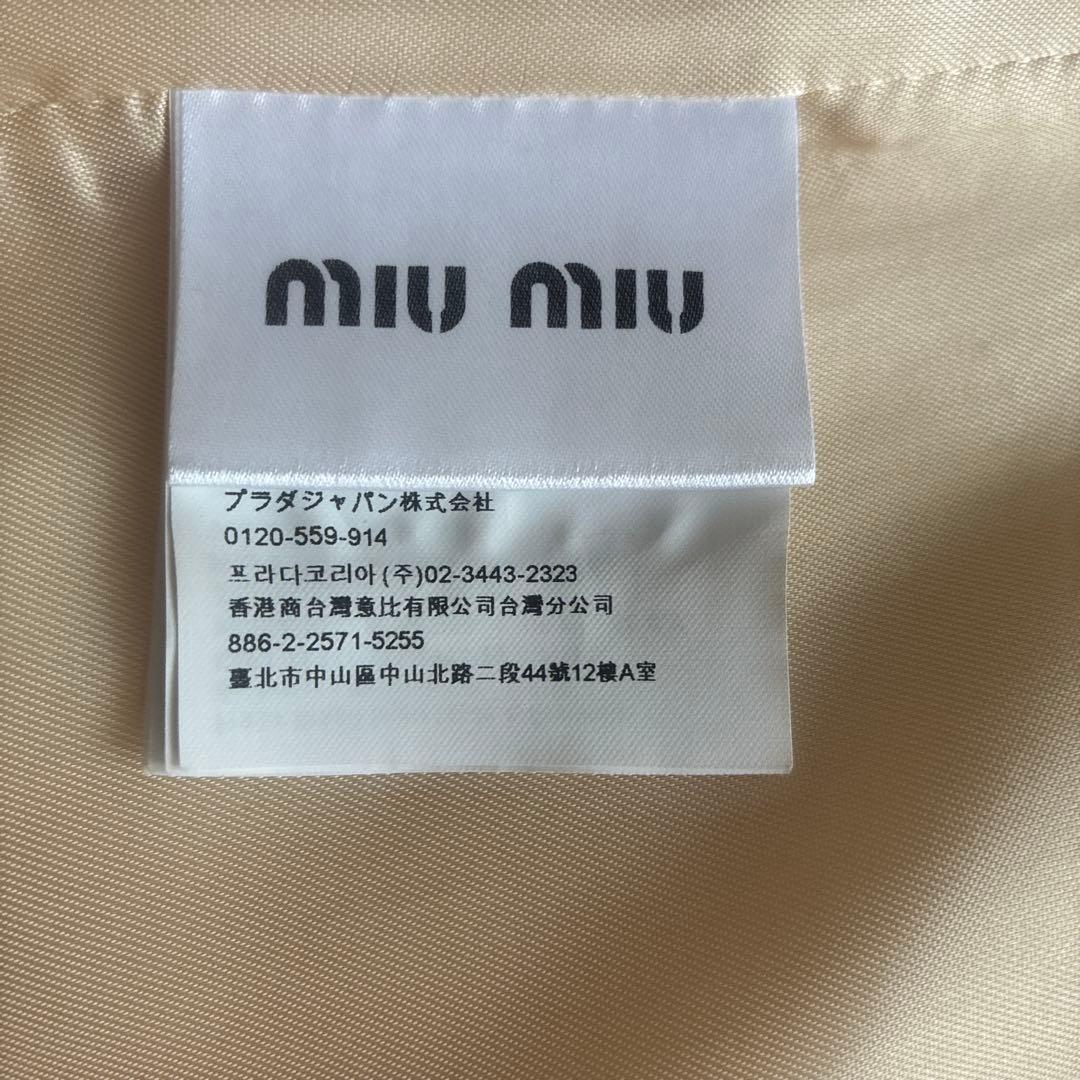 miu miu
プラダジャパン株式会社
0120-559-914
프라다코리아(주)02-3443-2323
香港商台灣意比有限公司台灣分公司
886-2-2571-5255
臺北市中山區中山北路二段44號12樓A室